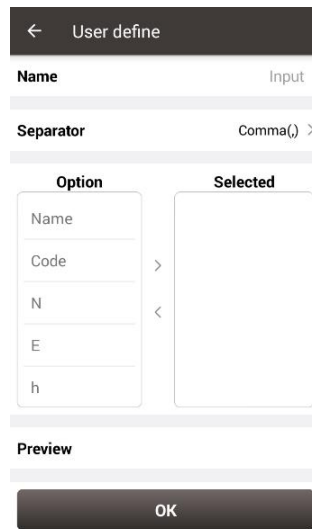 User define
Name Input
Separator Comma(,)
Option Selected
Name
Code
N
E
h
Preview
OK